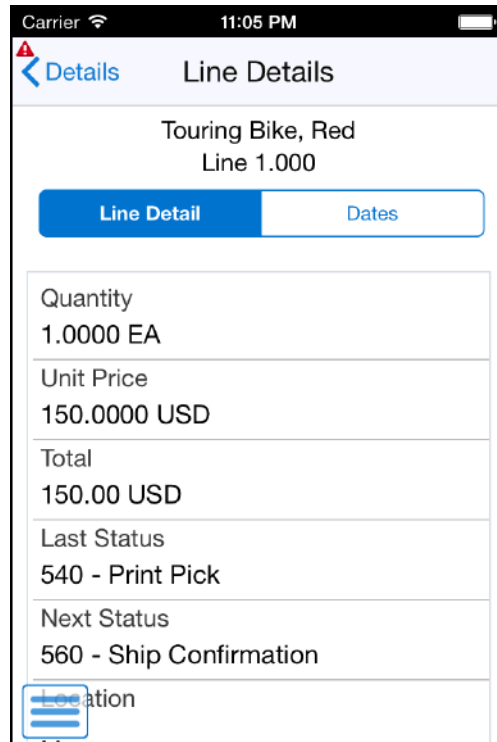 Carrier 11:05 PM
Details Line Details
Touring Bike, Red
Line 1.000
Line Detail Dates
Quantity
1.0000 EA
Unit Price
150.0000 USD
Total
150.00 USD
Last Status
540 - Print Pick
Next Status
560 - Ship Confirmation
Location